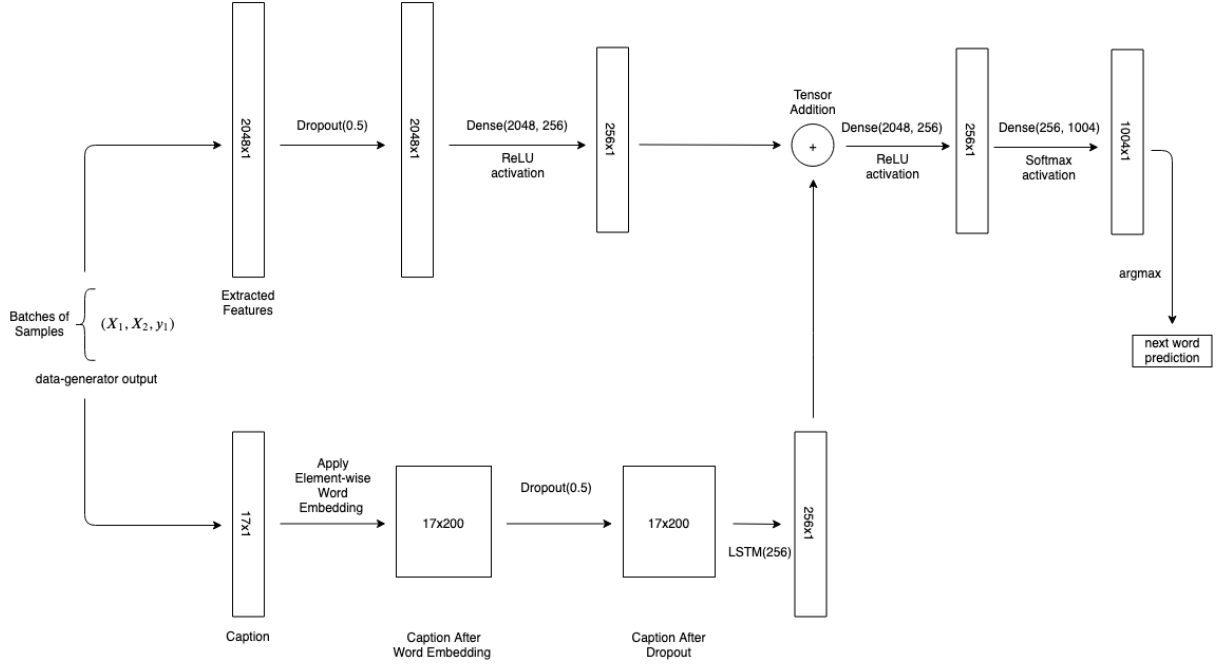 2048x1
Extracted
Features
Dropout(0.5)
2048x1
Dense(2048, 256)
ReLU
activation
256x1
Tensor
Addition
+
Dense(2048, 256)
ReLU
activation
256x1
Dense(256, 1004)
Softmax
activation
1004x1
argmax
next word
prediction
Batches of
Samples
(X₁, X₂, y₁)
data-generator output
17x1
Caption
Apply
Element-wise
Word
Embedding
17x200
Caption After
Word Embedding
Dropout(0.5)
17x200
Caption After
Dropout
LSTM(256)
256x1